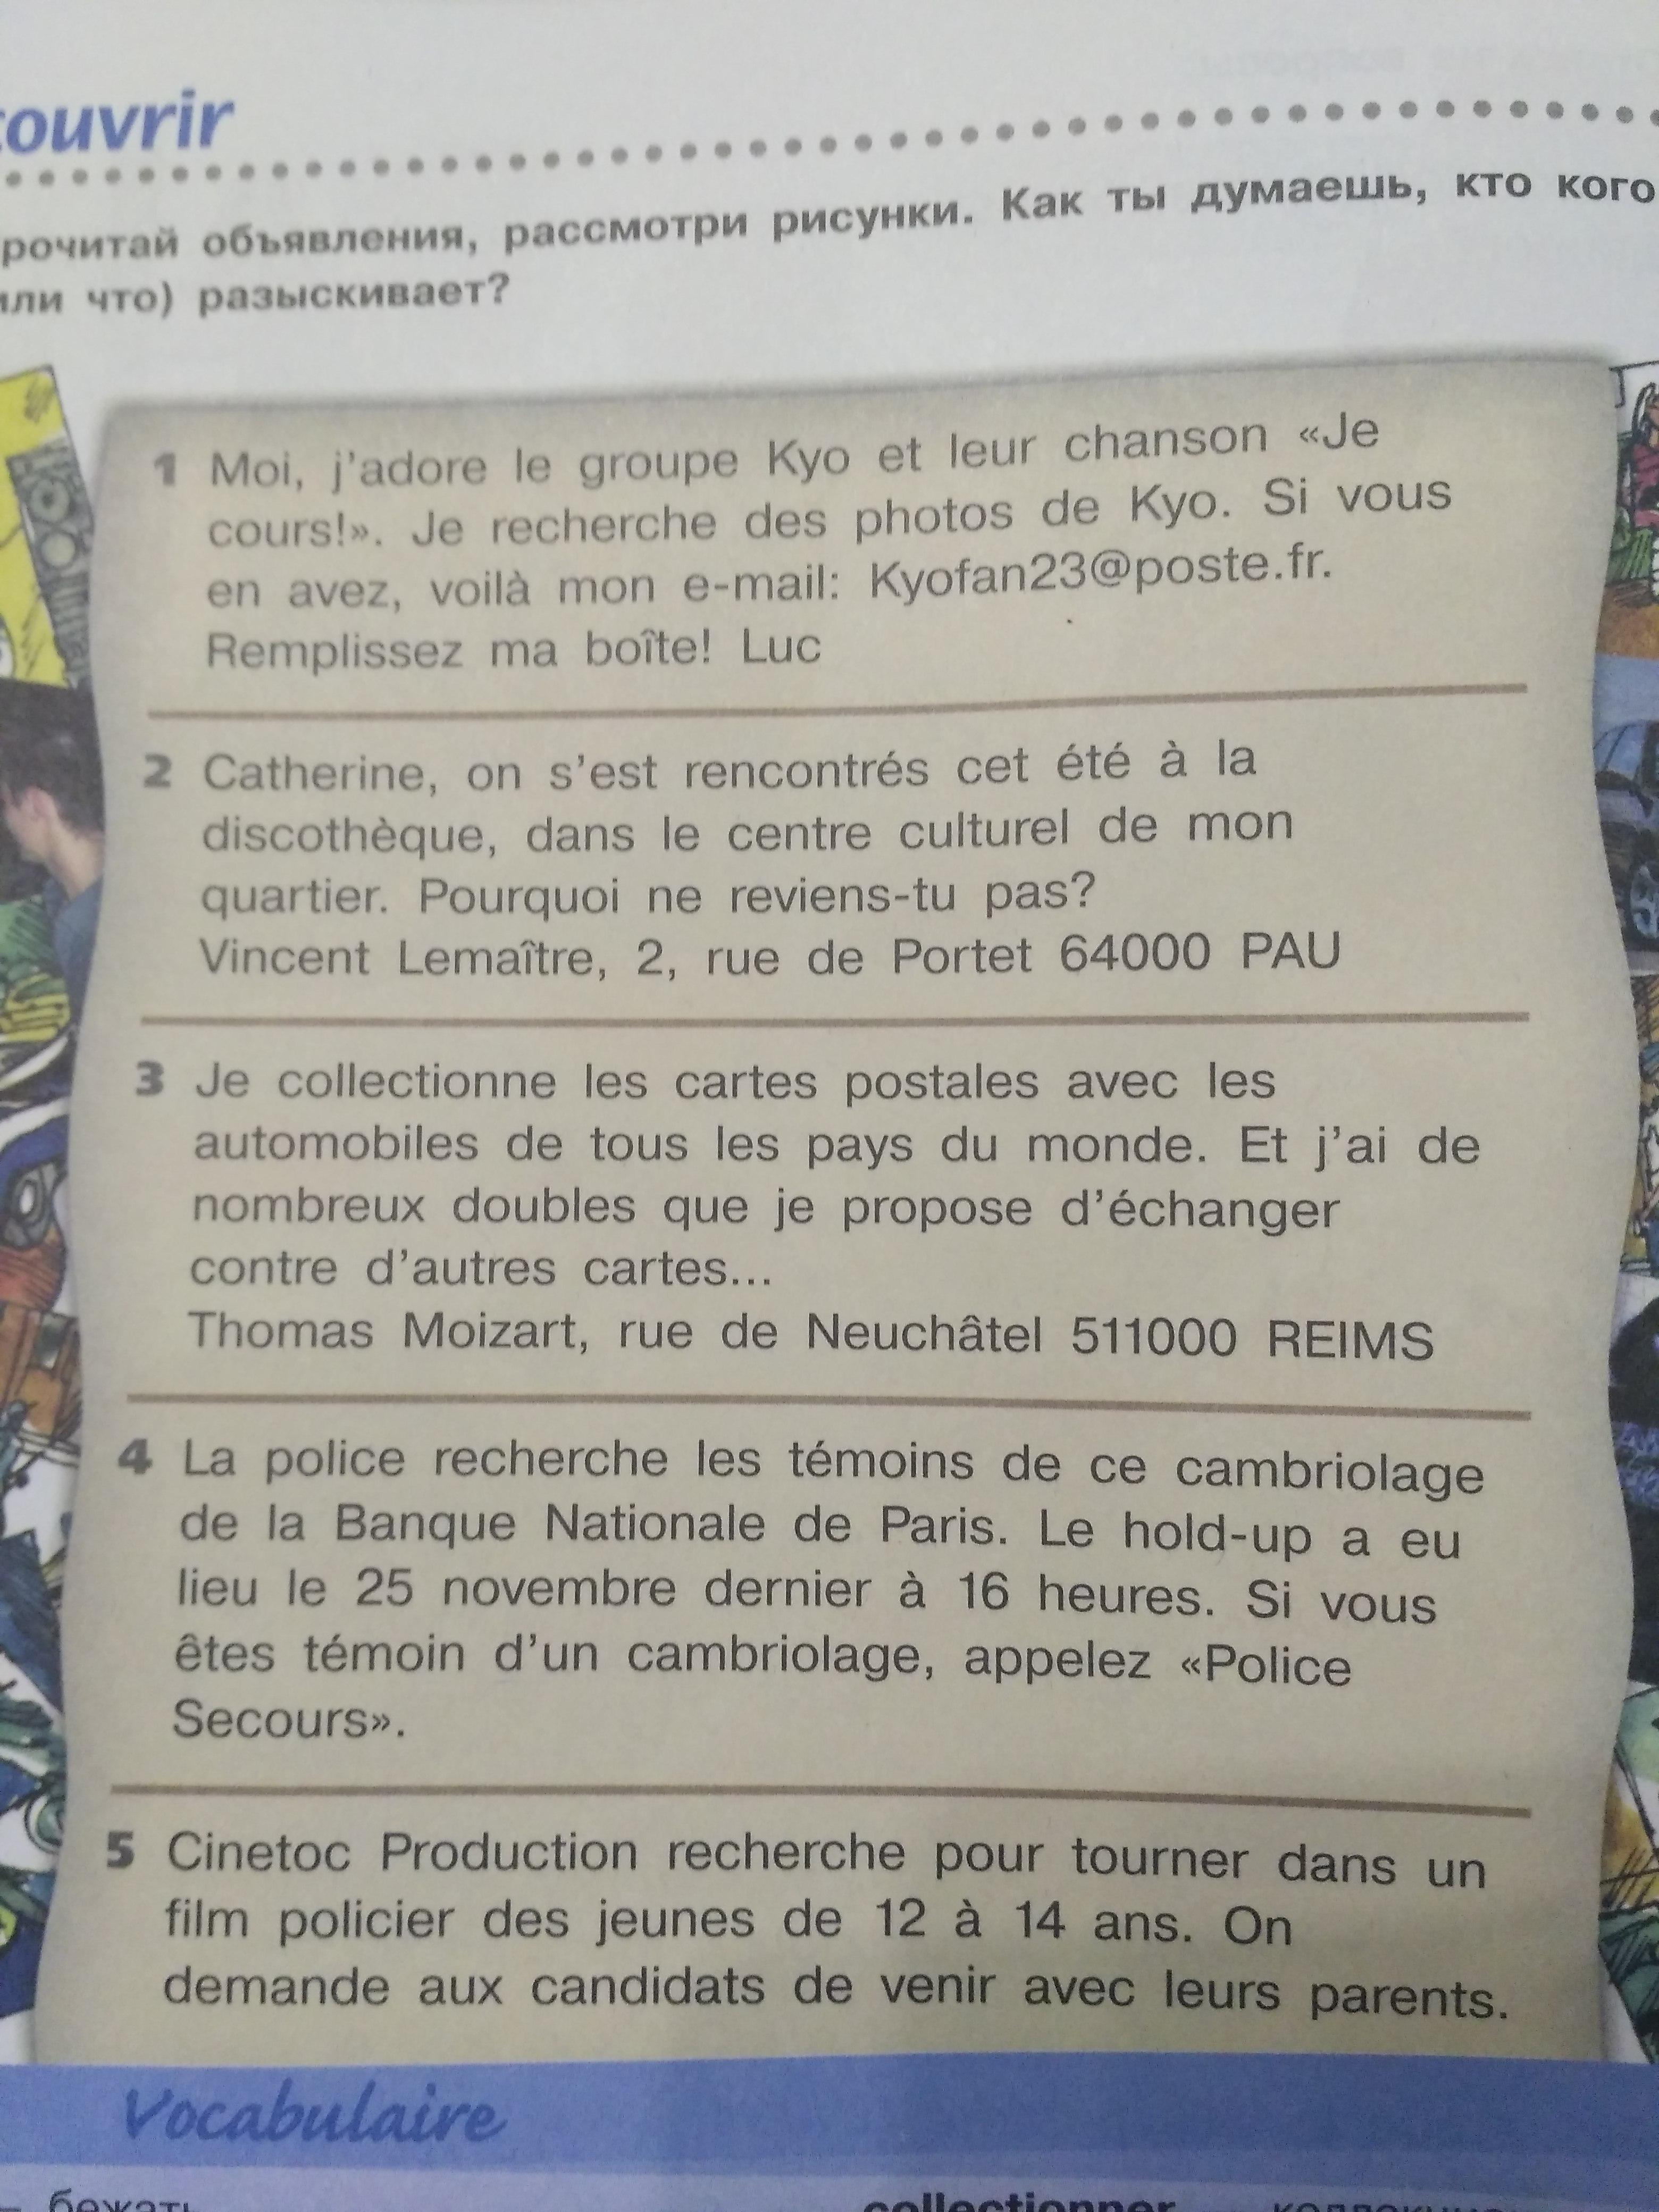 couvrir
рочитай объявления, рассмотри рисунки. Как ты думаешь, кто кого
или что) разыскивает?
1 Moi, j'adore le groupe Kyo et leur chanson «Je
cours!». Je recherche des photos de Kyo. Si vous
en avez, voilà mon e-mail: Kyofan23@poste.fr.
Remplissez ma boîte! Luc
2 Catherine, on s'est rencontrés cet été à la
discothèque, dans le centre culturel de mon
quartier. Pourquoi ne reviens-tu pas?
Vincent Lemaître, 2, rue de Portet 64000 PAU
3 Je collectionne les cartes postales avec les
automobiles de tous les pays du monde. Et j'ai de
nombreux doubles que je propose d'échanger
contre d'autres cartes...
Thomas Moizart, rue de Neuchâtel 511000 REIMS
4 La police recherche les témoins de ce cambriolage
de la Banque Nationale de Paris. Le hold-up a eu
lieu le 25 novembre dernier à 16 heures. Si vous
êtes témoin d'un cambriolage, appelez «Police
Secours».
5 Cinetoc Production recherche pour tourner dans un
film policier des jeunes de 12 à 14 ans. On
demande aux candidats de venir avec leurs parents.
Vocabulaire
– бежать collectionner